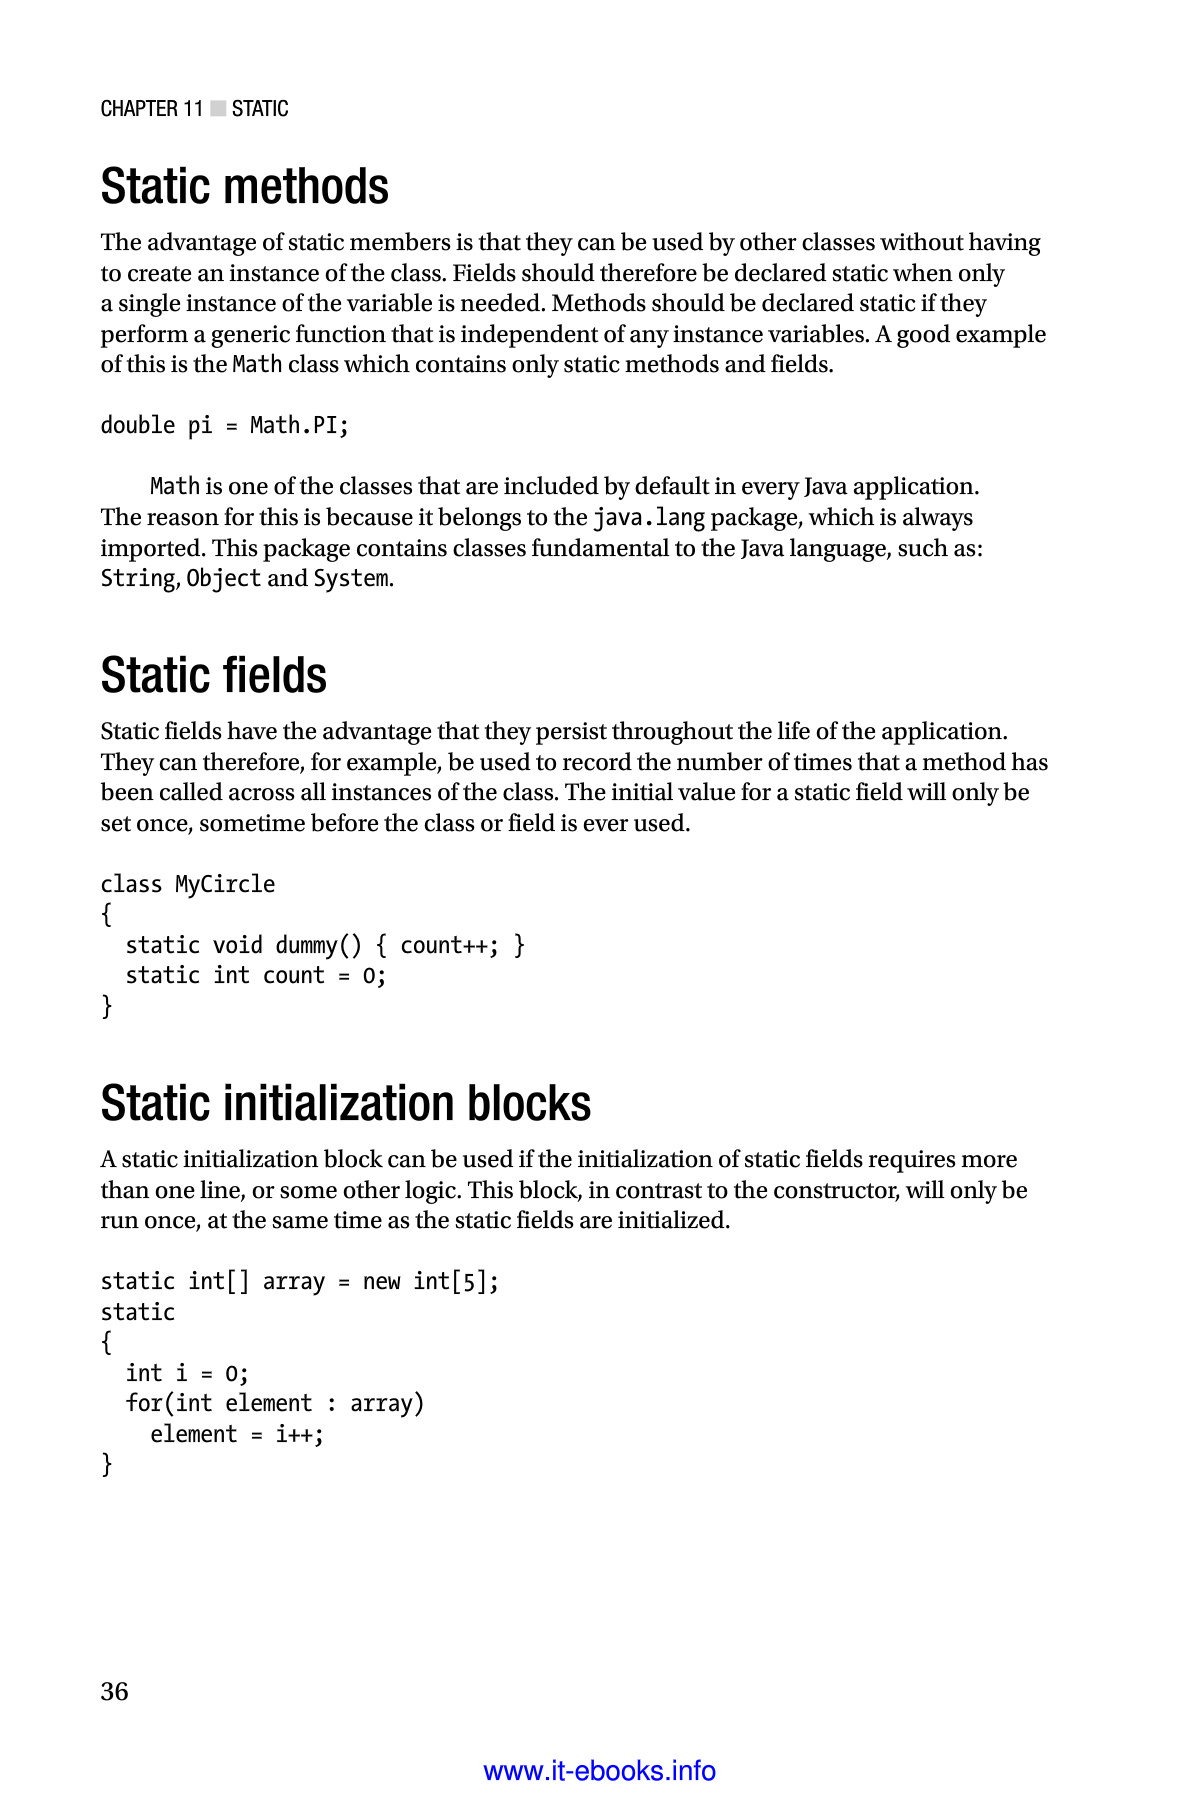 CHAPTER 11 ■ STATIC
Static methods
The advantage of static members is that they can be used by other classes without having
to create an instance of the class. Fields should therefore be declared static when only
a single instance of the variable is needed. Methods should be declared static if they
perform a generic function that is independent of any instance variables. A good example
of this is the Math class which contains only static methods and fields.
double pi = Math.PI;
Math is one of the classes that are included by default in every Java application.
The reason for this is because it belongs to the java.lang package, which is always
imported. This package contains classes fundamental to the Java language, such as:
String, Object and System.
Static fields
Static fields have the advantage that they persist throughout the life of the application.
They can therefore, for example, be used to record the number of times that a method has
been called across all instances of the class. The initial value for a static field will only be
set once, sometime before the class or field is ever used.
class MyCircle
{
  static void dummy() { count++; }
  static int count = 0;
}
Static initialization blocks
A static initialization block can be used if the initialization of static fields requires more
than one line, or some other logic. This block, in contrast to the constructor, will only be
run once, at the same time as the static fields are initialized.
static int[] array = new int[5];
static
{
  int i = 0;
  for(int element : array)
    element = i++;
}
36
www.it-ebooks.info